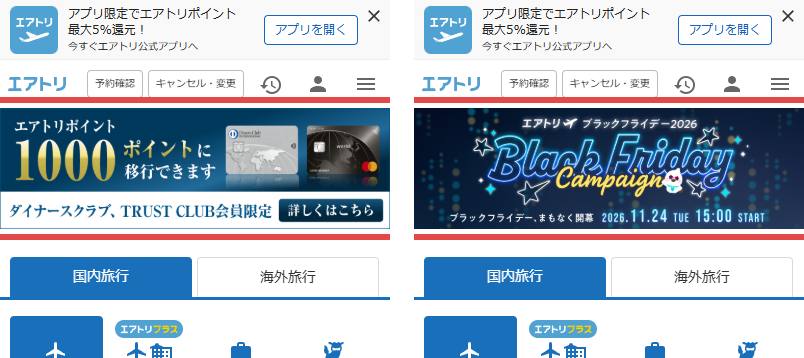 エアトリ
アプリ限定でエアトリポイント
最大5%還元！
今すぐエアトリ公式アプリへ
アプリを開く
エアトリ
予約確認
キャンセル・変更
エアトリポイント
1000ポイントに
移行できます
Diners Club
world
ダイナースクラブ、TRUST CLUB会員限定
詳しくはこちら
国内旅行
海外旅行
エアトリプラス
エアトリ
アプリ限定でエアトリポイント
最大5%還元！
今すぐエアトリ公式アプリへ
アプリを開く
エアトリ
予約確認
キャンセル・変更
エアトリ ブラックフライデー2026
Black Friday
Campaign
ブラックフライデー、まもなく開幕 2026.11.24 TUE 15:00 START
国内旅行
海外旅行
エアトリプラス